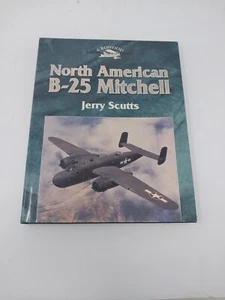 North American
B-25 Mitchell
Jerry Scutts